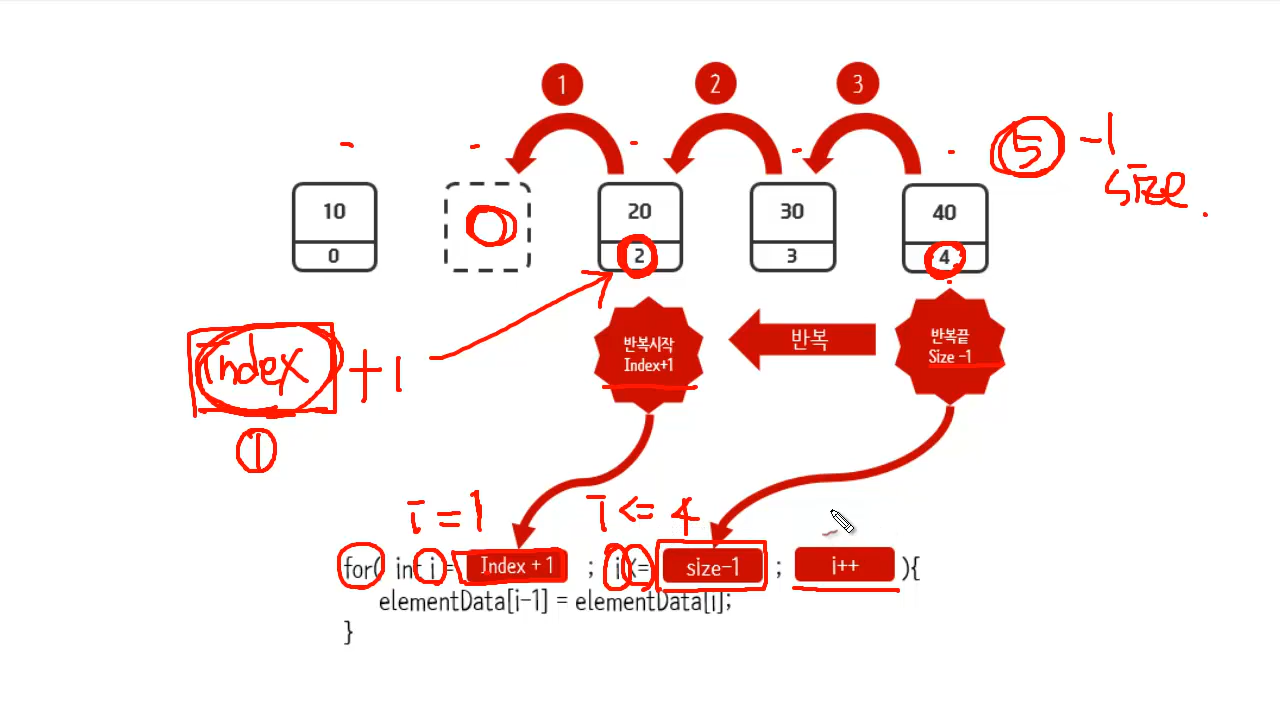 1 2 3
5 -1
size.
10 20 30 40
0 2 3 4
index +1
1
반복시작
Index+1
반복
반복끝
Size -1
i=1 i<=4
for( int i = Index + 1 ; i <= size-1 ; i++ ){
elementData[i-1] = elementData[i];
}